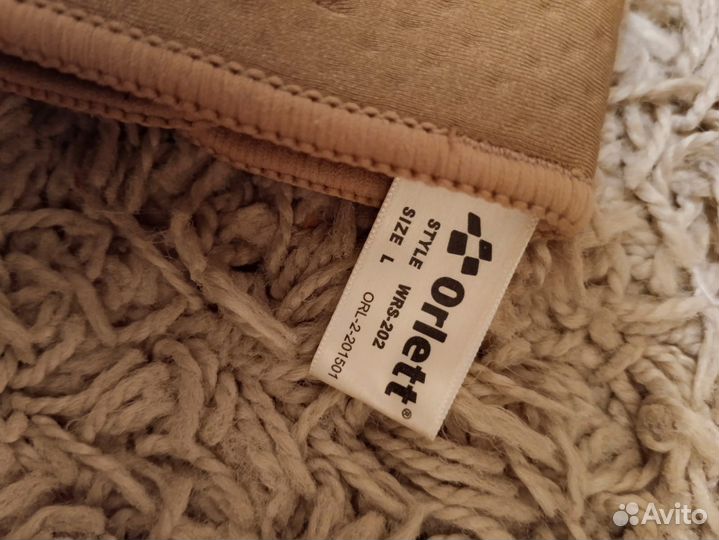 orlett®
STYLE WRS-202
SIZE L
ORL-2-201501
Avito